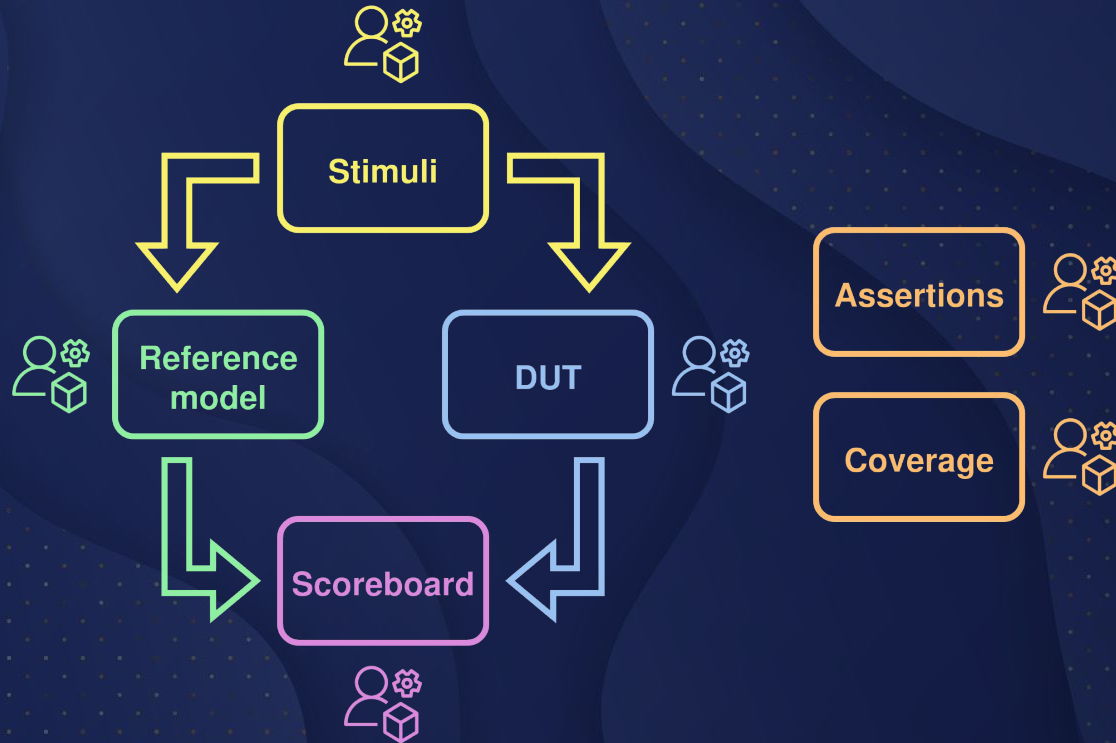 Stimuli
Assertions
Reference
model
DUT
Coverage
Scoreboard